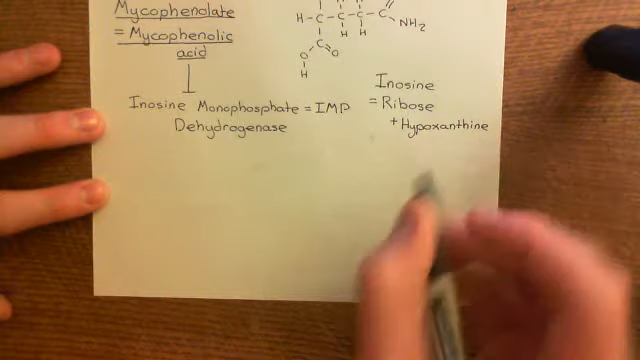 Mycophenolate
= Mycophenolic
acid
H-C-C-C-C
NH2
H H
C
O O
H
Inosine Monophosphate = IMP
Dehydrogenase
Inosine
= Ribose
+ Hypoxanthine